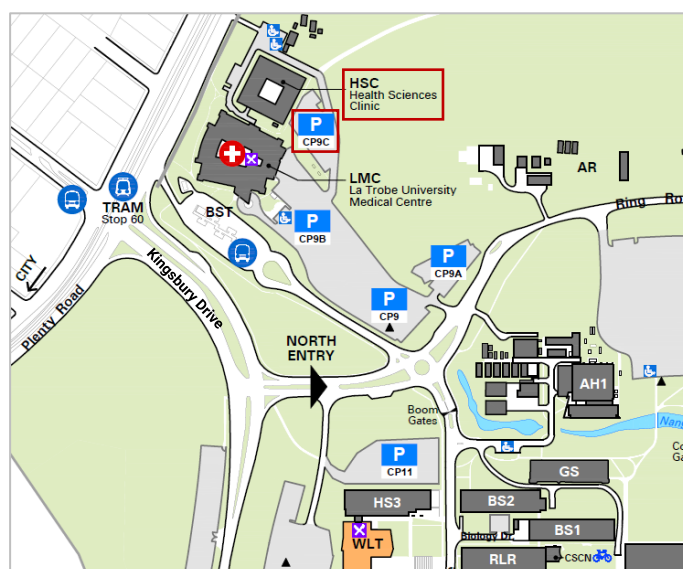 HSC
Health Sciences
Clinic
P
CP9C
LMC
La Trobe University
Medical Centre
AR
TRAM
Stop 60
BST
P
CP9B
Ring
P
CP9A
CITY
Kingsbury Drive
P
CP9
Plenty Road
NORTH
ENTRY
AH1
Boom
Gates
P
CP11
GS
HS3
BS2
BS1
WLT
Biology Dr
RLR
CSCN